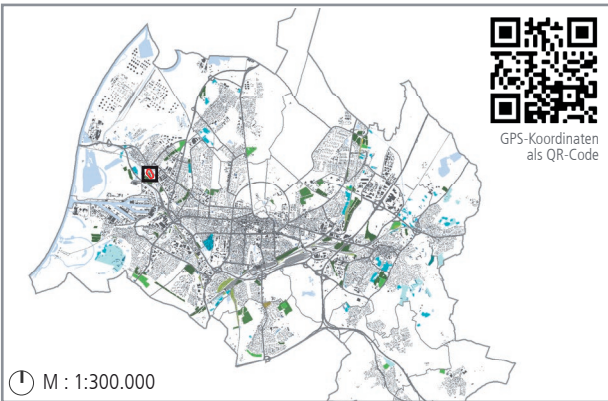 GPS-Koordinaten
als QR-Code
M : 1:300.000